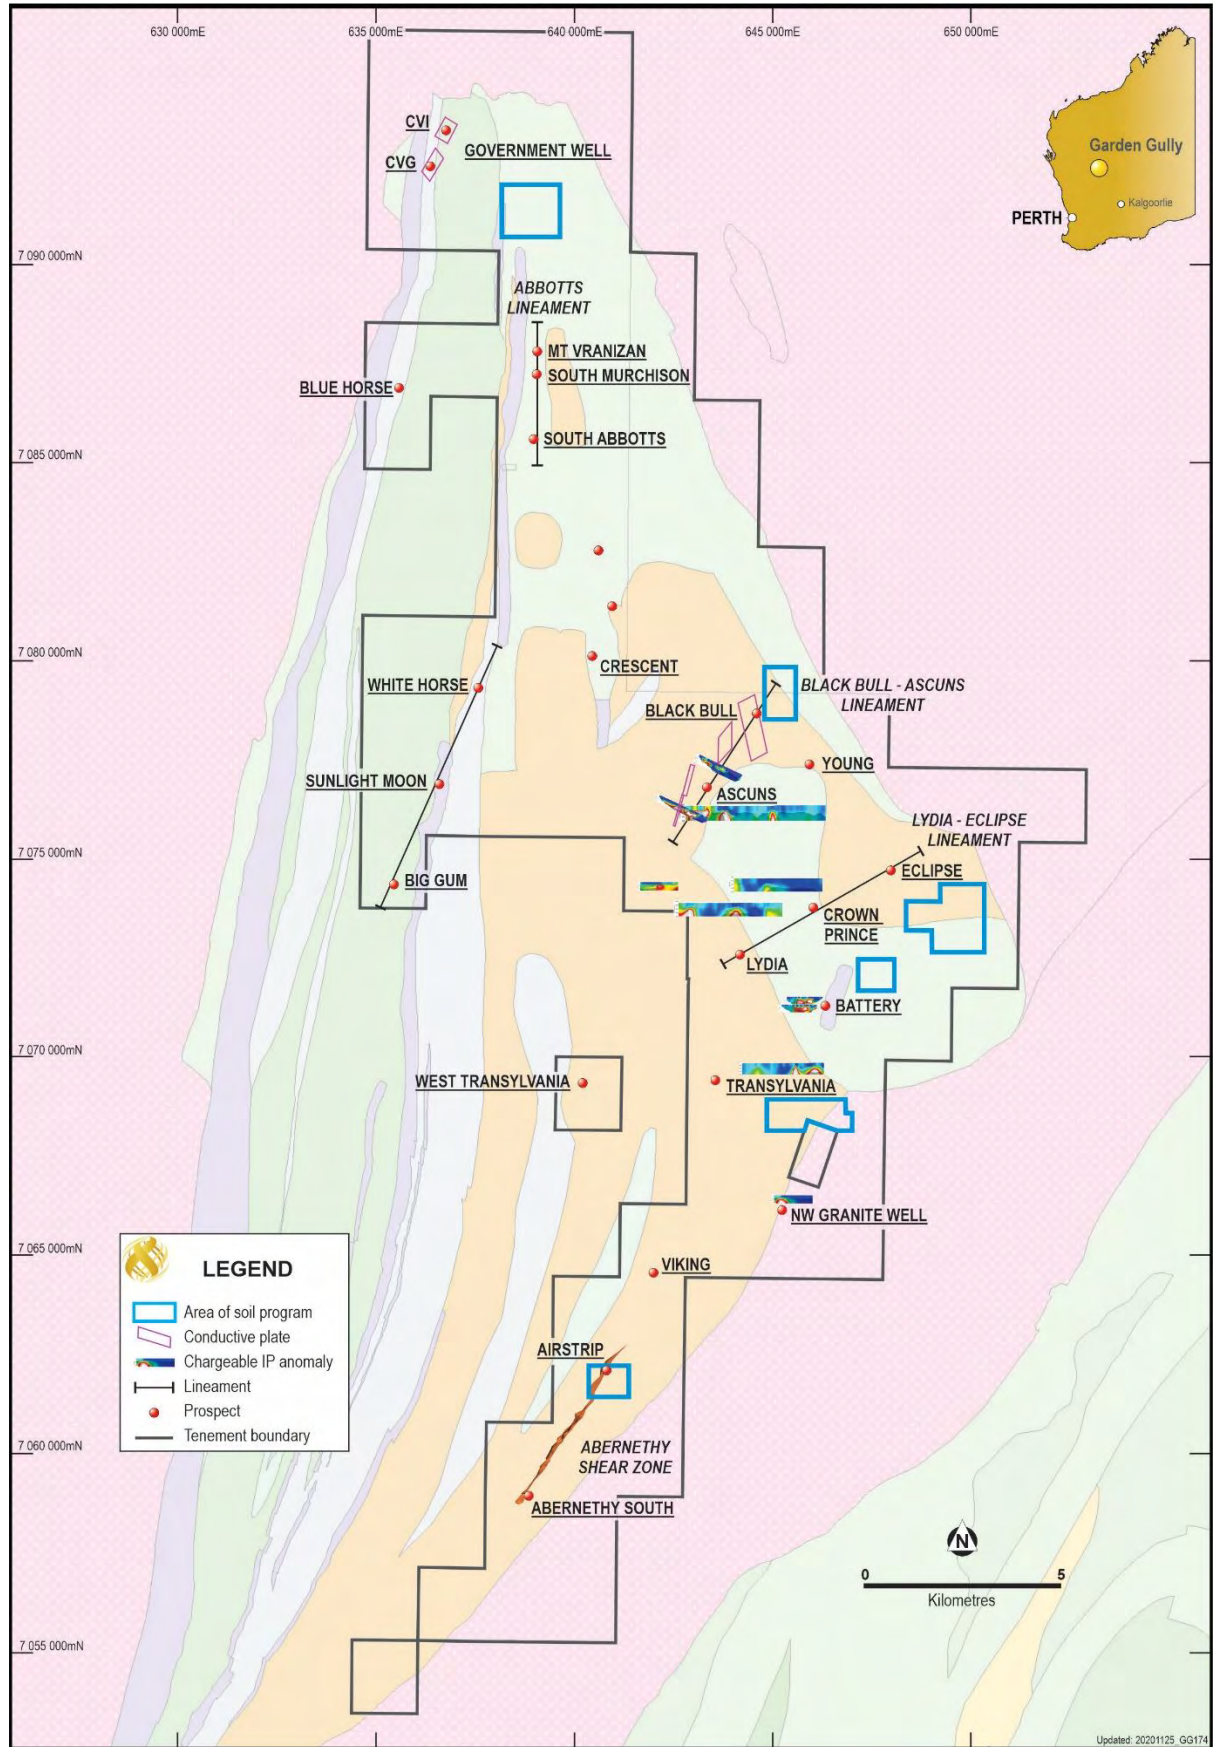 630 000mE
635 000mE
640 000mE
645 000mE
650 000mE
Garden Gully
Kalgoorlie
PERTH
CVI
GOVERNMENT WELL
CVG
7 090 000mN
ABBOTTS
LINEAMENT
MT VRANIZAN
SOUTH MURCHISON
BLUE HORSE
SOUTH ABBOTTS
7 085 000mN
7 080 000mN
CRESCENT
WHITE HORSE
BLACK BULL - ASCUNS
LINEAMENT
BLACK BULL
YOUNG
SUNLIGHT MOON
ASCUNS
LYDIA - ECLIPSE
LINEAMENT
7 075 000mN
ECLIPSE
BIG GUM
CROWN
PRINCE
LYDIA
BATTERY
7 070 000mN
WEST TRANSYLVANIA
TRANSYLVANIA
NW GRANITE WELL
7 065 000mN
VIKING
LEGEND
Area of soil program
Conductive plate
Chargeable IP anomaly
Lineament
Prospect
Tenement boundary
AIRSTRIP
7 060 000mN
ABERNETHY
SHEAR ZONE
ABERNETHY SOUTH
N
0 5
Kilometres
7 055 000mN
Updated: 20201125_GG174